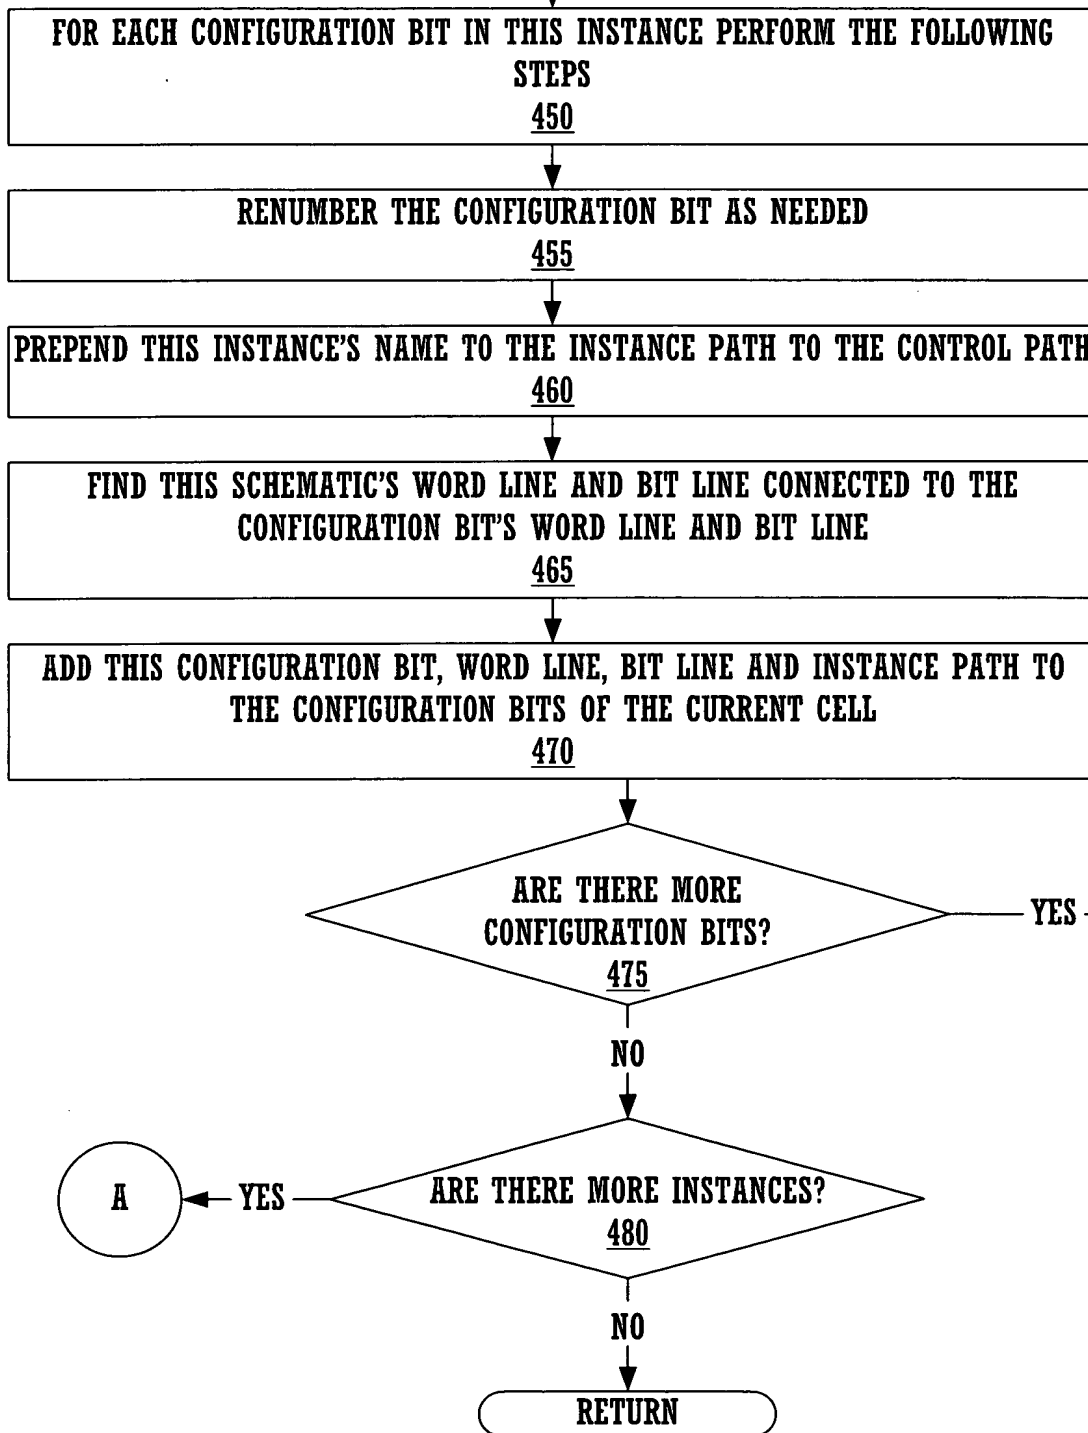 FOR EACH CONFIGURATION BIT IN THIS INSTANCE PERFORM THE FOLLOWING
STEPS
450
RENUMBER THE CONFIGURATION BIT AS NEEDED
455
PREPEND THIS INSTANCE'S NAME TO THE INSTANCE PATH TO THE CONTROL PATH
460
FIND THIS SCHEMATIC'S WORD LINE AND BIT LINE CONNECTED TO THE
CONFIGURATION BIT'S WORD LINE AND BIT LINE
465
ADD THIS CONFIGURATION BIT, WORD LINE, BIT LINE AND INSTANCE PATH TO
THE CONFIGURATION BITS OF THE CURRENT CELL
470
ARE THERE MORE
CONFIGURATION BITS?
475
YES
NO
A
YES
ARE THERE MORE INSTANCES?
480
NO
RETURN